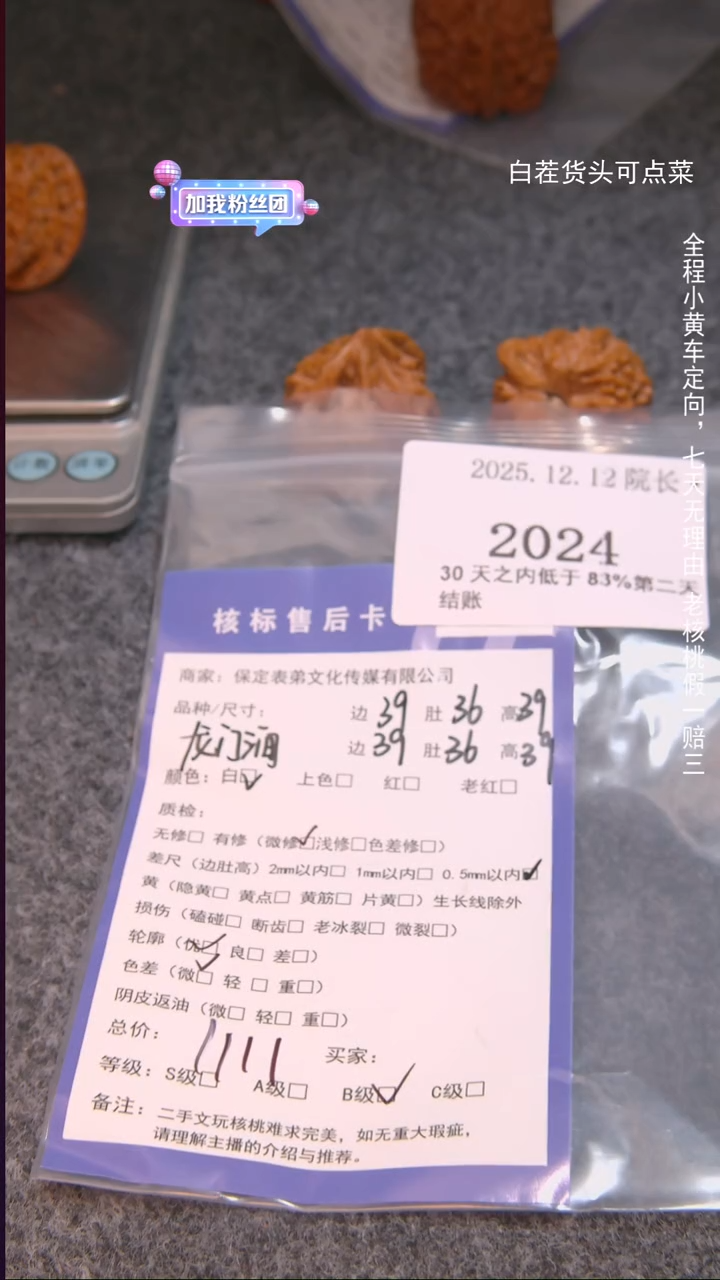 白茬货头可点菜
加我粉丝团
全程小黄车定向，七天无理由 老核桃假一赔三
2025.12.12 院长
2024
30 天之内低于 83%第二天
结账
核标售后卡
商家：保定表弟文化传媒有限公司
品种/尺寸： 边 39 肚 36 高 39
龙门涧 边 39 肚 36 高 39
颜色：白☑ 上色□ 红□ 老红□
质检：
无修□ 有修（微修☑浅修□色差修□）
差尺（边肚高）2mm以内□ 1mm以内□ 0.5mm以内☑
黄（隐黄□ 黄点□ 黄筋□ 片黄□）生长线除外
损伤（磕碰□ 断齿□ 老冰裂□ 微裂□）
轮廓（优☑ 良□ 差□）
色差（微☑ 轻 □ 重□）
阴皮返油（微□ 轻□ 重□）
总价： 1111 买家：
等级：S级□ A级□ B级☑ C级□
备注：二手文玩核桃难求完美，如无重大瑕疵，
请理解主播的介绍与推荐。